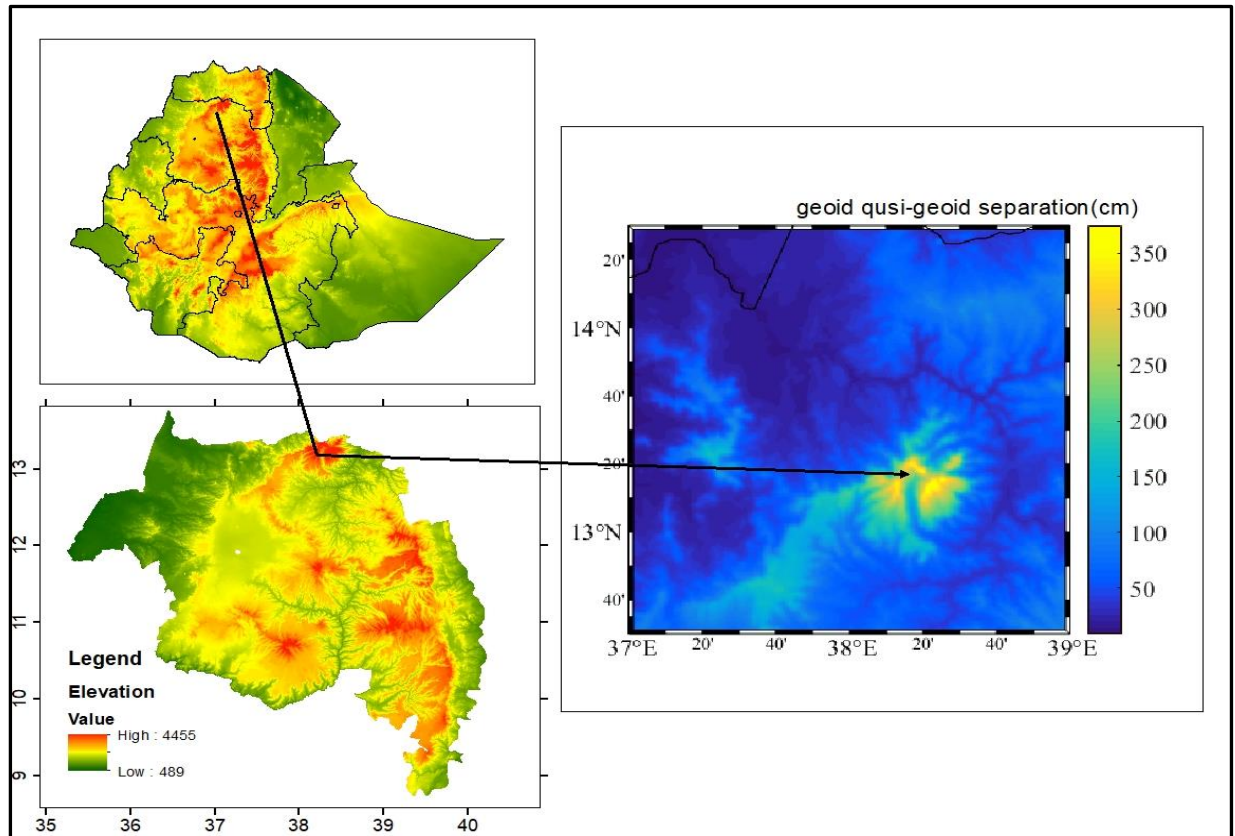 geoid qusi-geoid separation(cm)
20'
14°N
40'
20'
13°N
40'
37°E 20' 40' 38°E 20' 40' 39°E
350
300
250
200
150
100
50
13
12
11
10
9
35 36 37 38 39 40
Legend
Elevation
Value
High : 4455
Low : 489